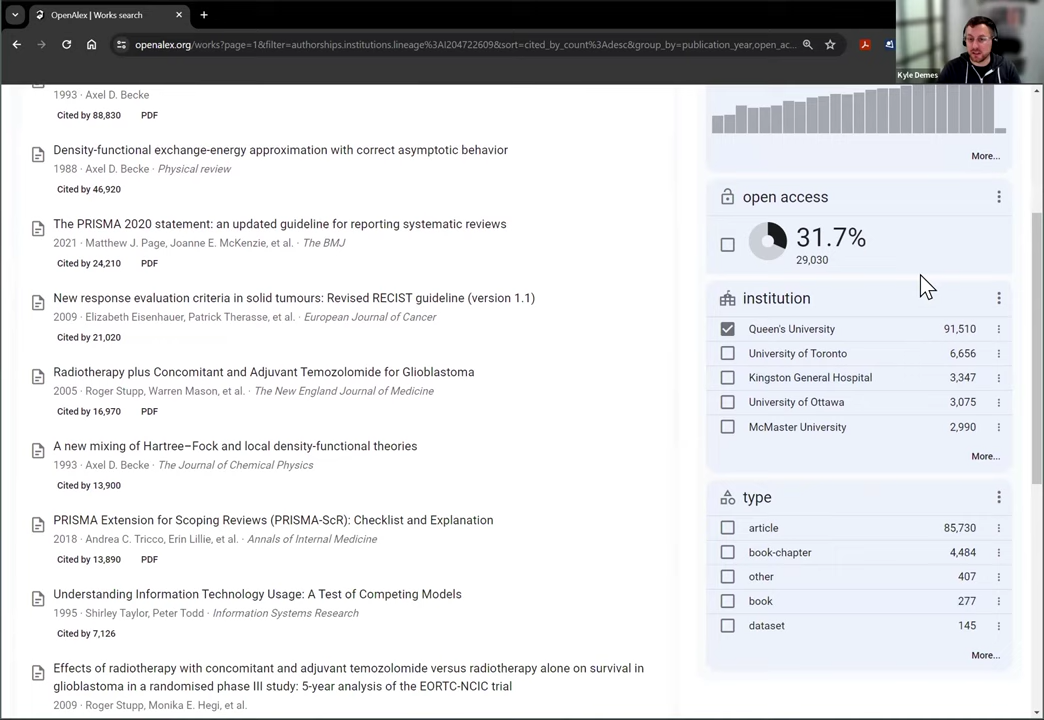 OpenAlex | Works search
openalex.org/works?page=1&filter=authorships.institutions.lineage%3AI204722609&sort=cited_by_count%3Adesc&group_by=publication_year,open_ac...
Kyle Demes
1993 · Axel D. Becke
Cited by 88,830 PDF
Density-functional exchange-energy approximation with correct asymptotic behavior
1988 · Axel D. Becke · Physical review
Cited by 46,920
The PRISMA 2020 statement: an updated guideline for reporting systematic reviews
2021 · Matthew J. Page, Joanne E. McKenzie, et al. · The BMJ
Cited by 24,210 PDF
New response evaluation criteria in solid tumours: Revised RECIST guideline (version 1.1)
2009 · Elizabeth Eisenhauer, Patrick Therasse, et al. · European Journal of Cancer
Cited by 21,020
Radiotherapy plus Concomitant and Adjuvant Temozolomide for Glioblastoma
2005 · Roger Stupp, Warren Mason, et al. · The New England Journal of Medicine
Cited by 16,970 PDF
A new mixing of Hartree–Fock and local density-functional theories
1993 · Axel D. Becke · The Journal of Chemical Physics
Cited by 13,900
PRISMA Extension for Scoping Reviews (PRISMA-ScR): Checklist and Explanation
2018 · Andrea C. Tricco, Erin Lillie, et al. · Annals of Internal Medicine
Cited by 13,890 PDF
Understanding Information Technology Usage: A Test of Competing Models
1995 · Shirley Taylor, Peter Todd · Information Systems Research
Cited by 7,126
Effects of radiotherapy with concomitant and adjuvant temozolomide versus radiotherapy alone on survival in
glioblastoma in a randomised phase III study: 5-year analysis of the EORTC-NCIC trial
2009 · Roger Stupp, Monika E. Hegi, et al.
More...
open access
31.7%
29,030
institution
Queen's University 91,510
University of Toronto 6,656
Kingston General Hospital 3,347
University of Ottawa 3,075
McMaster University 2,990
More...
type
article 85,730
book-chapter 4,484
other 407
book 277
dataset 145
More...